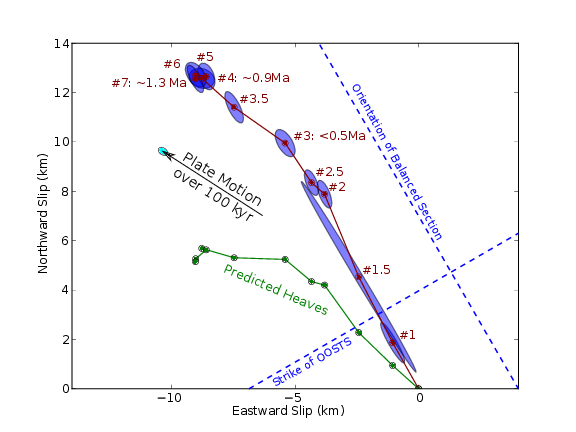 14
12
10
8
6
4
2
0
Northward Slip (km)
−10
−5
0
Eastward Slip (km)
#6
#5
#7: ~1.3 Ma
#4: ~0.9Ma
#3.5
#3: <0.5Ma
#2.5
#2
#1.5
#1
Plate Motion
over 100 kyr
Predicted Heaves
Orientation of Balanced Section
Strike of OOSTS